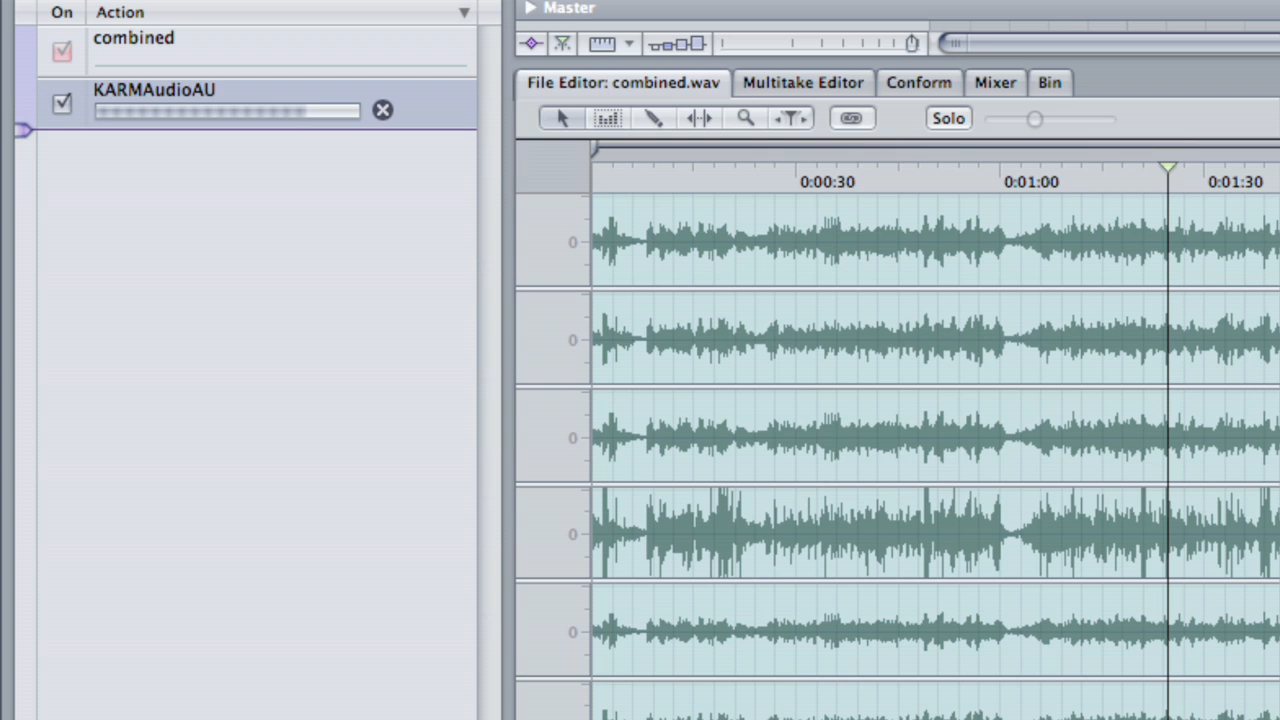 On Action
combined
KARMAudioAU
Master
File Editor: combined.wav Multitake Editor Conform Mixer Bin
Solo
0:00:30 0:01:00 0:01:30
0
0
0
0
0